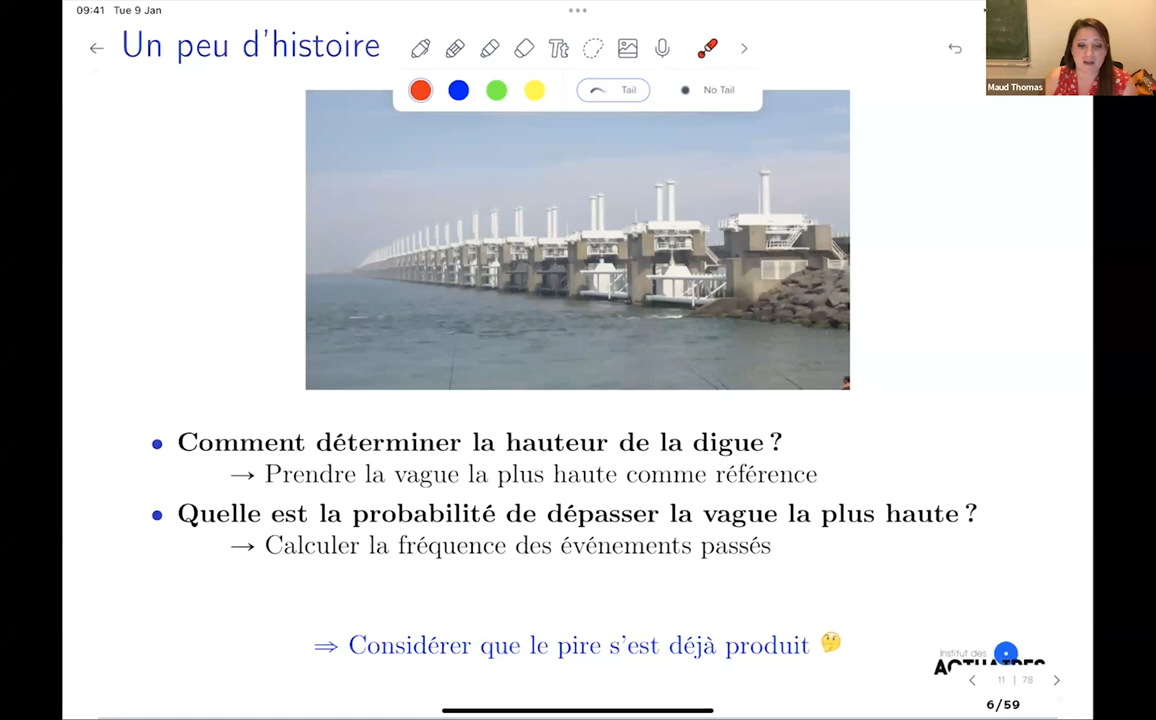 09:41 Tue 9 Jan
Un peu d'histoire
Tt
Tail
No Tail
Maud Thomas
• Comment déterminer la hauteur de la digue ?
→ Prendre la vague la plus haute comme référence
• Quelle est la probabilité de dépasser la vague la plus haute ?
→ Calculer la fréquence des événements passés
⇒ Considérer que le pire s'est déjà produit 🤔
Institut des
ACTUAIRES
11 | 78
6/59